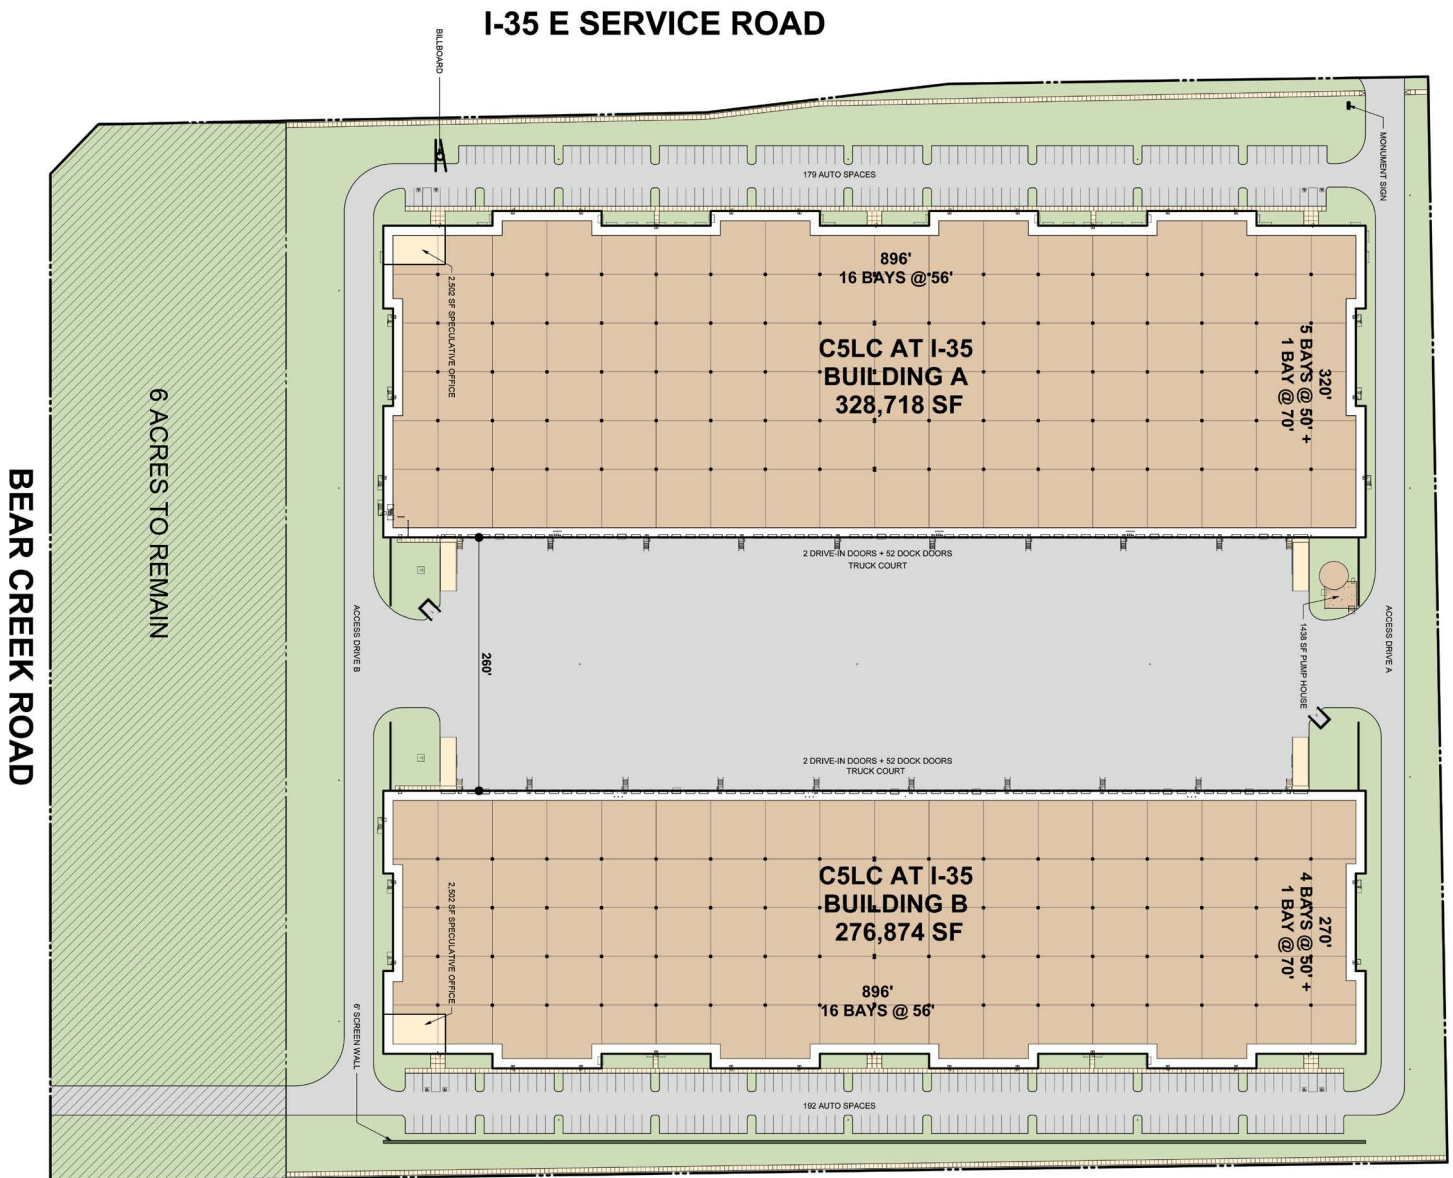 I-35 E SERVICE ROAD
BILLBOARD
MONUMENT SIGN
179 AUTO SPACES
896'
16 BAYS @ 56'
2,502 SF SPECULATIVE OFFICE
C5LC AT I-35
BUILDING A
328,718 SF
320'
5 BAYS @ 50' +
1 BAY @ 70'
6 ACRES TO REMAIN
BEAR CREEK ROAD
2 DRIVE-IN DOORS + 52 DOCK DOORS
TRUCK COURT
ACCESS DRIVE B
260'
1438 SF PUMP HOUSE
ACCESS DRIVE A
2 DRIVE-IN DOORS + 52 DOCK DOORS
TRUCK COURT
C5LC AT I-35
BUILDING B
276,874 SF
270'
4 BAYS @ 50' +
1 BAY @ 70'
2,502 SF SPECULATIVE OFFICE
896'
16 BAYS @ 56'
6' SCREEN WALL
192 AUTO SPACES